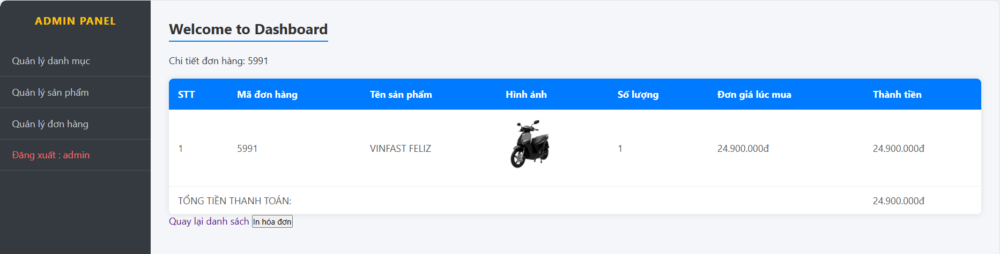 ADMIN PANEL
Quản lý danh mục
Quản lý sản phẩm
Quản lý đơn hàng
Đăng xuất : admin
Welcome to Dashboard
Chi tiết đơn hàng: 5991
STT Mã đơn hàng Tên sản phẩm Hình ảnh Số lượng Đơn giá lúc mua Thành tiền
1 5991 VINFAST FELIZ 1 24.900.000đ 24.900.000đ
TỔNG TIỀN THANH TOÁN: 24.900.000đ
Quay lại danh sách In hóa đơn